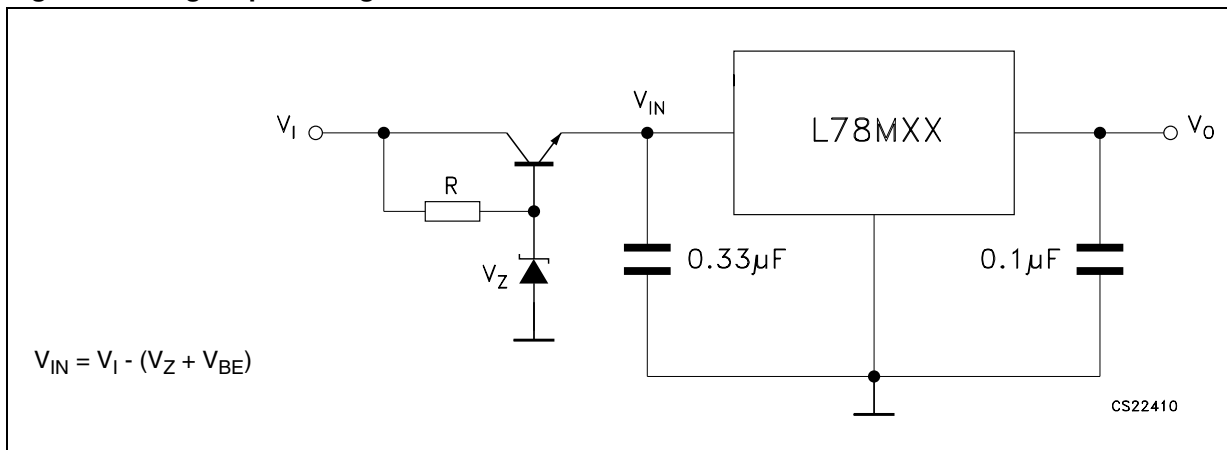 V_I
V_IN
L78MXX
V_O
R
V_Z
0.33µF
0.1µF
V_IN = V_I - (V_Z + V_BE)
CS22410